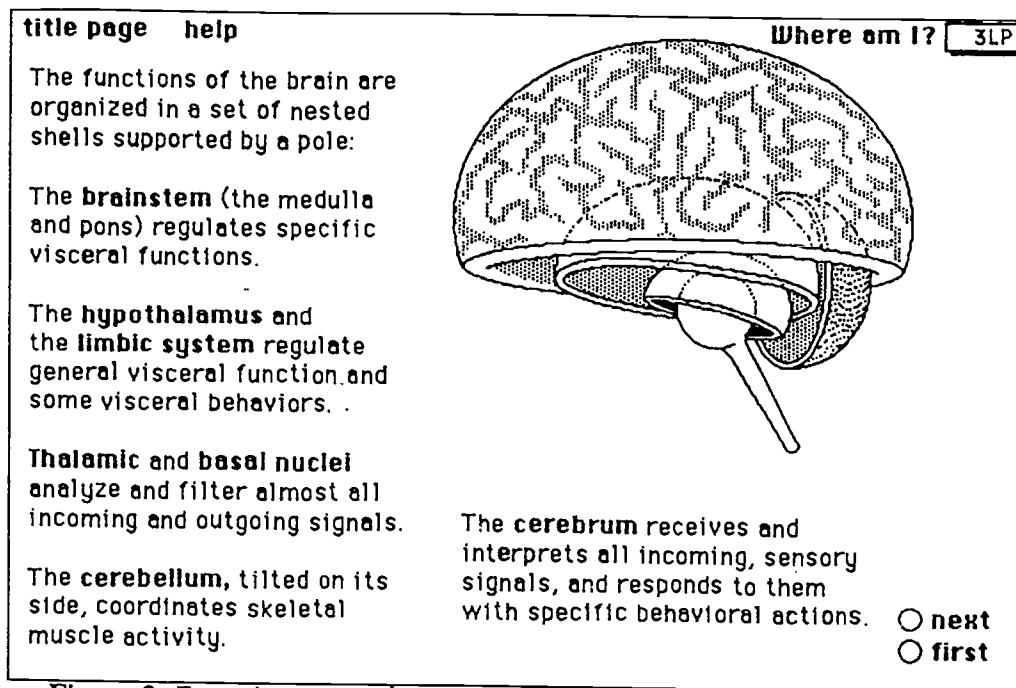 title page help
Where am I? 3LP
The functions of the brain are
organized in a set of nested
shells supported by a pole:
The brainstem (the medulla
and pons) regulates specific
visceral functions.
The hypothalamus and
the limbic system regulate
general visceral function and
some visceral behaviors.
Thalamic and basal nuclei
analyze and filter almost all
incoming and outgoing signals.
The cerebellum, tilted on its
side, coordinates skeletal
muscle activity.
The cerebrum receives and
interprets all incoming, sensory
signals, and responds to them
with specific behavioral actions.
next
first